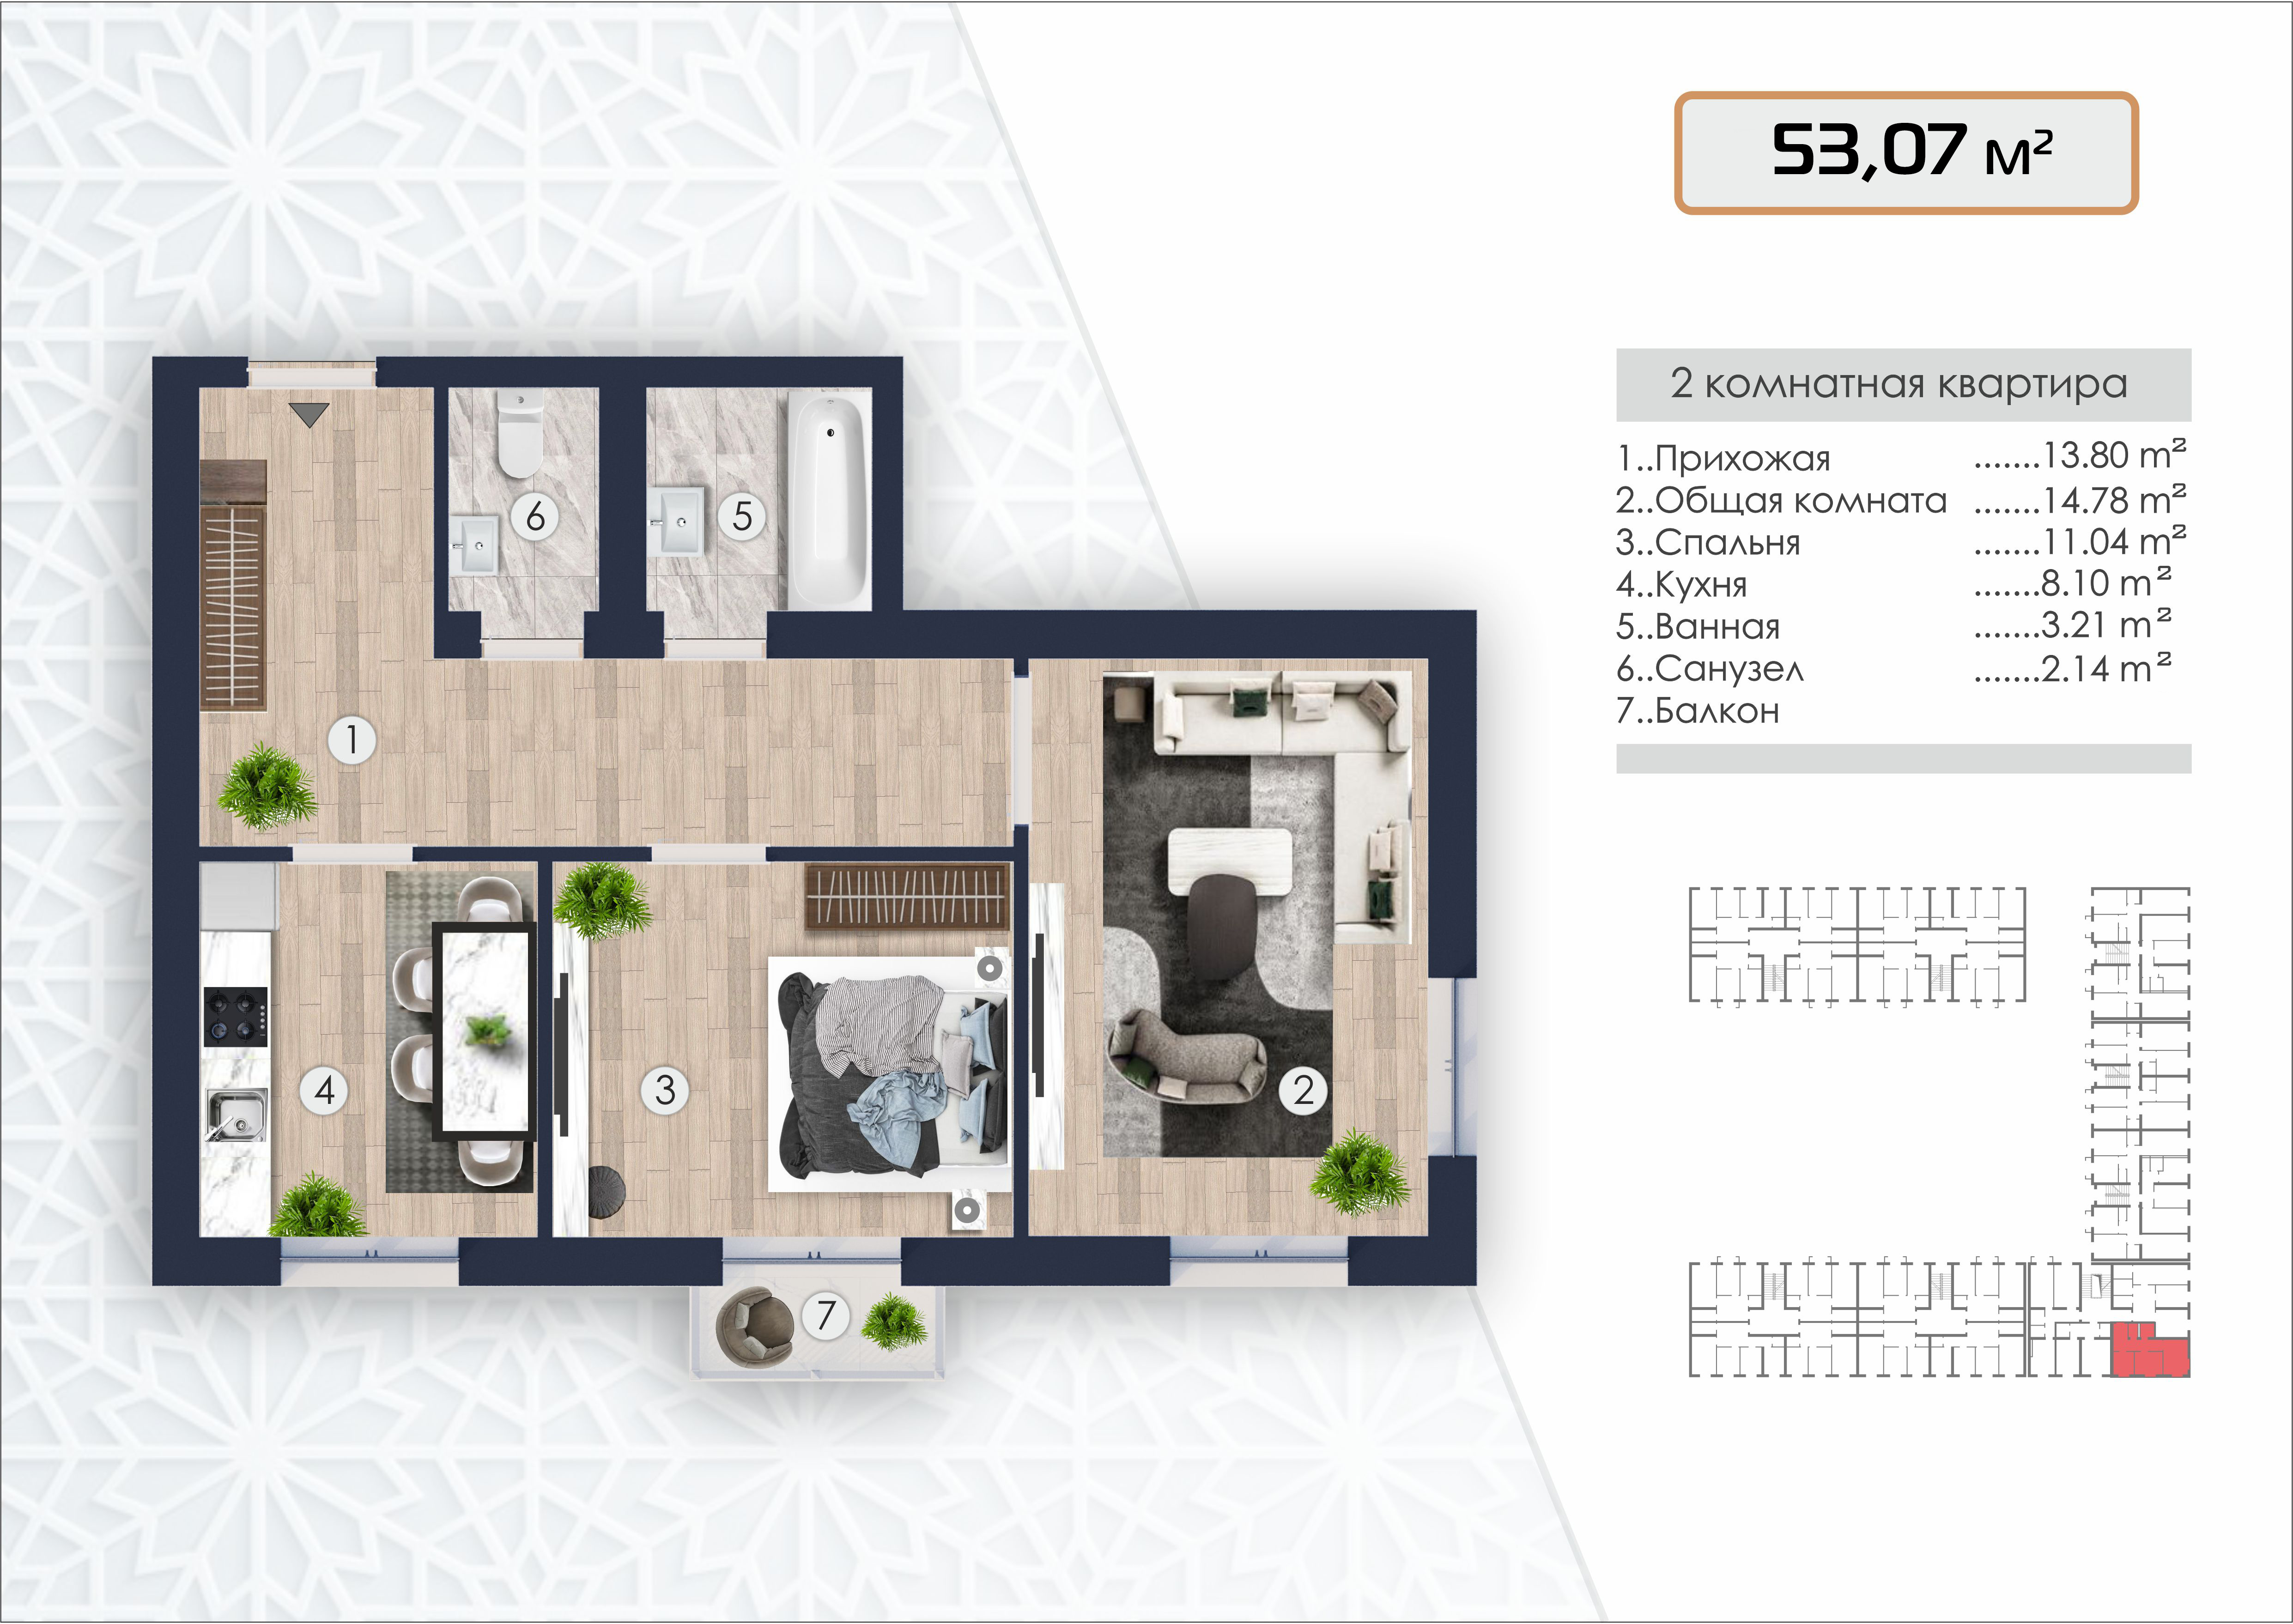 53,07 м²
2 комнатная квартира
1..Прихожая .......13.80 m²
2..Общая комната .......14.78 m²
3..Спальня .......11.04 m²
4..Кухня .......8.10 m²
5..Ванная .......3.21 m²
6..Санузел .......2.14 m²
7..Балкон
6
5
1
4
3
2
7